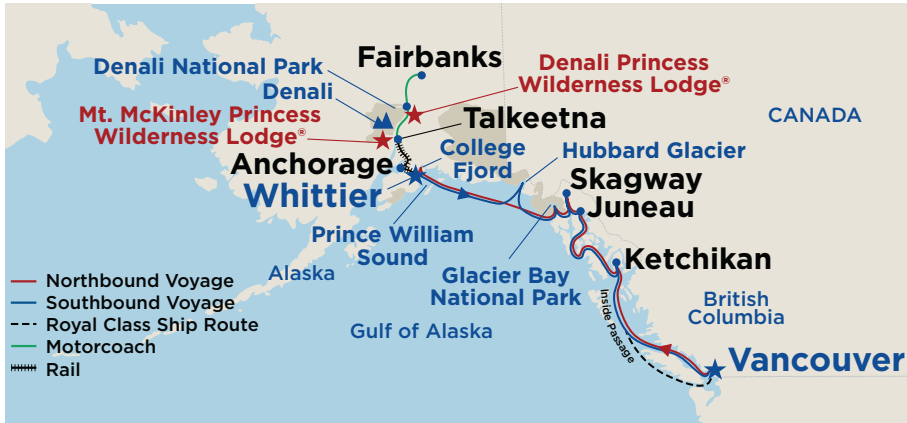 Fairbanks
Denali National Park
Denali
Denali Princess
Wilderness Lodge®
Mt. McKinley Princess
Wilderness Lodge®
Talkeetna
CANADA
Anchorage
College
Fjord
Hubbard Glacier
Whittier
Skagway
Juneau
Prince William
Sound
Glacier Bay
National Park
Ketchikan
Alaska
Gulf of Alaska
Inside Passage
British
Columbia
Vancouver
Northbound Voyage
Southbound Voyage
Royal Class Ship Route
Motorcoach
Rail